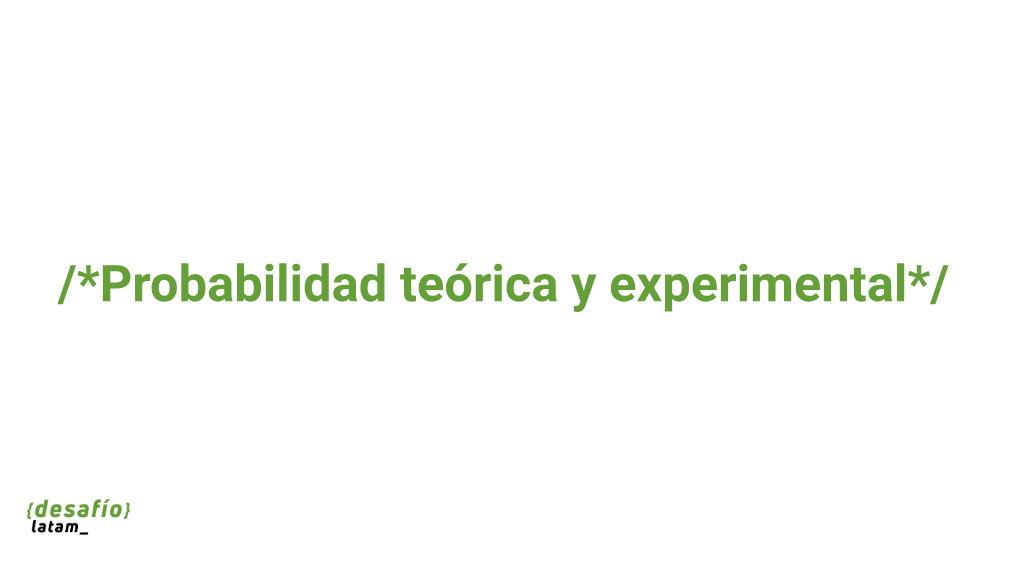 /*Probabilidad teórica y experimental*/
{desafío}
latam_